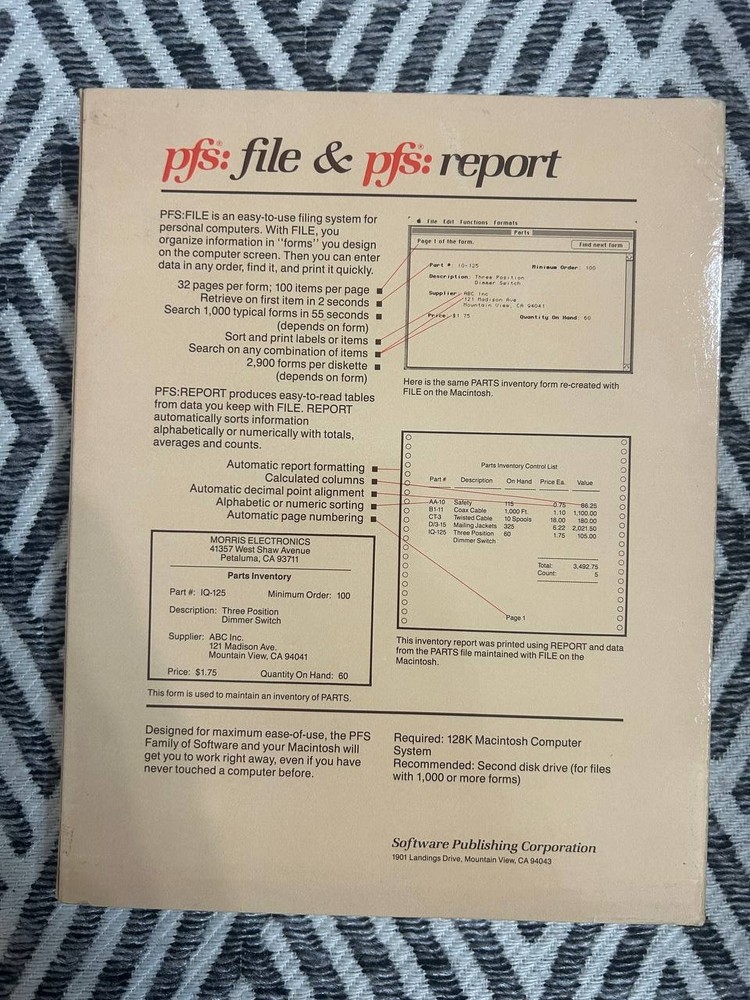 pfs: file & pfs: report
PFS:FILE is an easy-to-use filing system for
personal computers. With FILE, you
organize information in "forms" you design
on the computer screen. Then you can enter
data in any order, find it, and print it quickly.
32 pages per form; 100 items per page
Retrieve on first item in 2 seconds
Search 1,000 typical forms in 55 seconds
(depends on form)
Sort and print labels or items
Search on any combination of items
2,900 forms per diskette
(depends on form)
File Edit Functions Formats
Parts
Page 1 of the form.
Find next form
Part #: IQ-125 Minimum Order: 100
Description: Three Position
Dimmer Switch
Supplier: ABC Inc
121 Madison Ave
Mountain View, CA 94041
Price: $1.75 Quantity On Hand: 60
Here is the same PARTS inventory form re-created with
FILE on the Macintosh.
PFS:REPORT produces easy-to-read tables
from data you keep with FILE. REPORT
automatically sorts information
alphabetically or numerically with totals,
averages and counts.
Automatic report formatting
Calculated columns
Automatic decimal point alignment
Alphabetic or numeric sorting
Automatic page numbering
Parts Inventory Control List
Part # Description On Hand Price Ea. Value
AA-10 Safety 115 0.75 86.25
B1-11 Coax Cable 1,000 Ft. 1.10 1,100.00
CT-3 Twisted Cable 10 Spools 18.00 180.00
D/3-15 Mailing Jackets 325 6.22 2,021.50
IQ-125 Three Position 60 1.75 105.00
Dimmer Switch
Total: 3,492.75
Count: 5
Page 1
This inventory report was printed using REPORT and data
from the PARTS file maintained with FILE on the
Macintosh.
MORRIS ELECTRONICS
41357 West Shaw Avenue
Petaluma, CA 93711
Parts Inventory
Part #: IQ-125 Minimum Order: 100
Description: Three Position
Dimmer Switch
Supplier: ABC Inc.
121 Madison Ave.
Mountain View, CA 94041
Price: $1.75 Quantity On Hand: 60
This form is used to maintain an inventory of PARTS.
Designed for maximum ease-of-use, the PFS
Family of Software and your Macintosh will
get you to work right away, even if you have
never touched a computer before.
Required: 128K Macintosh Computer
System
Recommended: Second disk drive (for files
with 1,000 or more forms)
Software Publishing Corporation
1901 Landings Drive, Mountain View, CA 94043